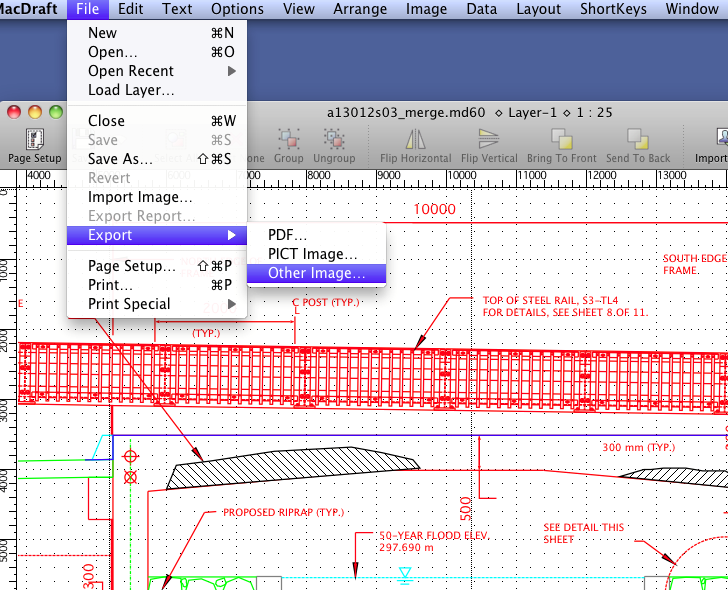 MacDraft File Edit Text Options View Arrange Image Data Layout ShortKeys Window
New ⌘N
Open... ⌘O
Open Recent ▶
Load Layer...
Close ⌘W
Save ⌘S
Save As... ⇧⌘S
Revert
Import Image...
Export Report...
Export ▶
Page Setup... ⇧⌘P
Print... ⌘P
Print Special ▶
PDF...
PICT Image...
Other Image...
a13012s03_merge.md60 ◇ Layer-1 ◇ 1 : 25
Page Setup
Group Ungroup Flip Horizontal Flip Vertical Bring To Front Send To Back Import
4000 6000 7000 8000 9000 10000 11000 12000 13000
1000
2000
3000
4000
5000
10000
SOUTH EDGE
FRAME.
E
C POST (TYP.)
L
(TYP.)
TOP OF STEEL RAIL, S3-TL4
FOR DETAILS, SEE SHEET 8 OF 11.
300 mm (TYP.)
500
PROPOSED RIPRAP (TYP.)
50-YEAR FLOOD ELEV.
297.690 m
SEE DETAIL THIS
SHEET
300